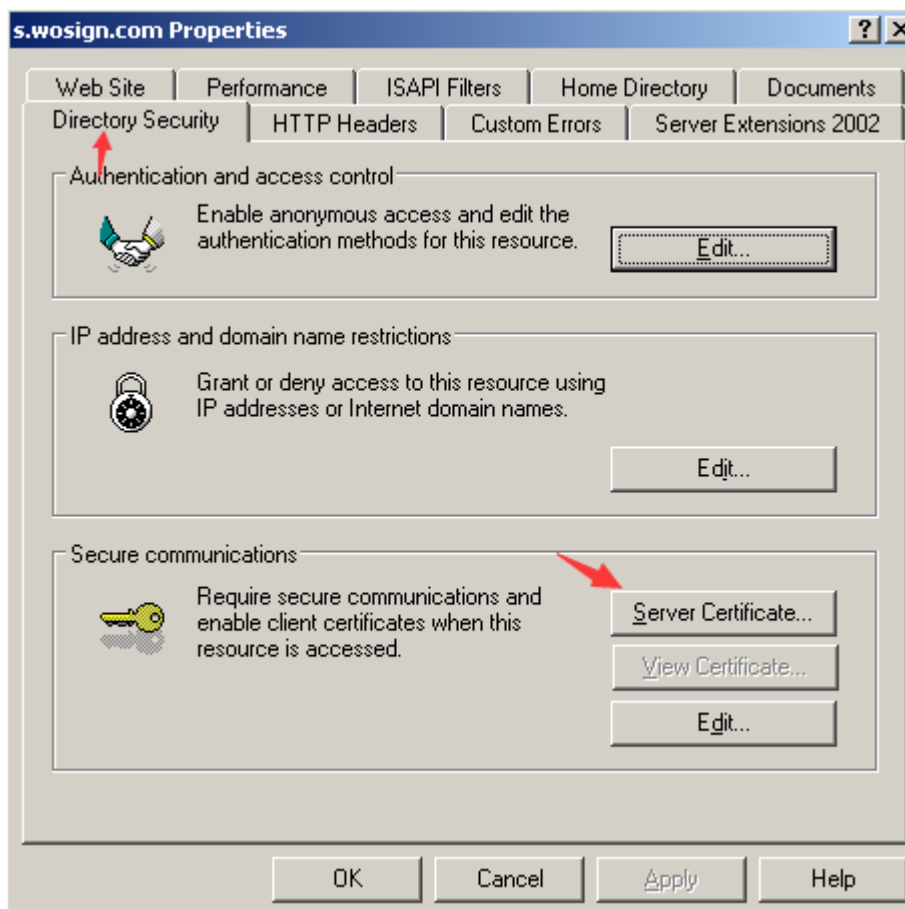 s.wosign.com Properties
Web Site Performance ISAPI Filters Home Directory Documents
Directory Security HTTP Headers Custom Errors Server Extensions 2002
Authentication and access control
Enable anonymous access and edit the
authentication methods for this resource.
Edit...
IP address and domain name restrictions
Grant or deny access to this resource using
IP addresses or Internet domain names.
Edit...
Secure communications
Require secure communications and
enable client certificates when this
resource is accessed.
Server Certificate...
View Certificate...
Edit...
OK Cancel Apply Help